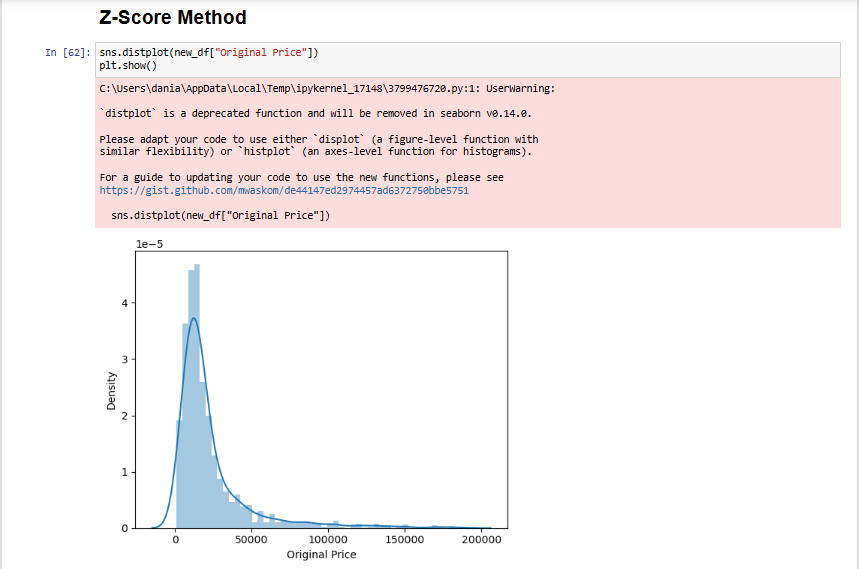 Z-Score Method
In [62]: sns.distplot(new_df["Original Price"])
plt.show()
C:\Users\dania\AppData\Local\Temp\ipykernel_17148\3799476720.py:1: UserWarning:
`distplot` is a deprecated function and will be removed in seaborn v0.14.0.
Please adapt your code to use either `displot` (a figure-level function with
similar flexibility) or `histplot` (an axes-level function for histograms).
For a guide to updating your code to use the new functions, please see
https://gist.github.com/mwaskom/de44147ed2974457ad6372750bbe5751
sns.distplot(new_df["Original Price"])
1e−5
4
3
2
1
0
Density
0 50000 100000 150000 200000
Original Price